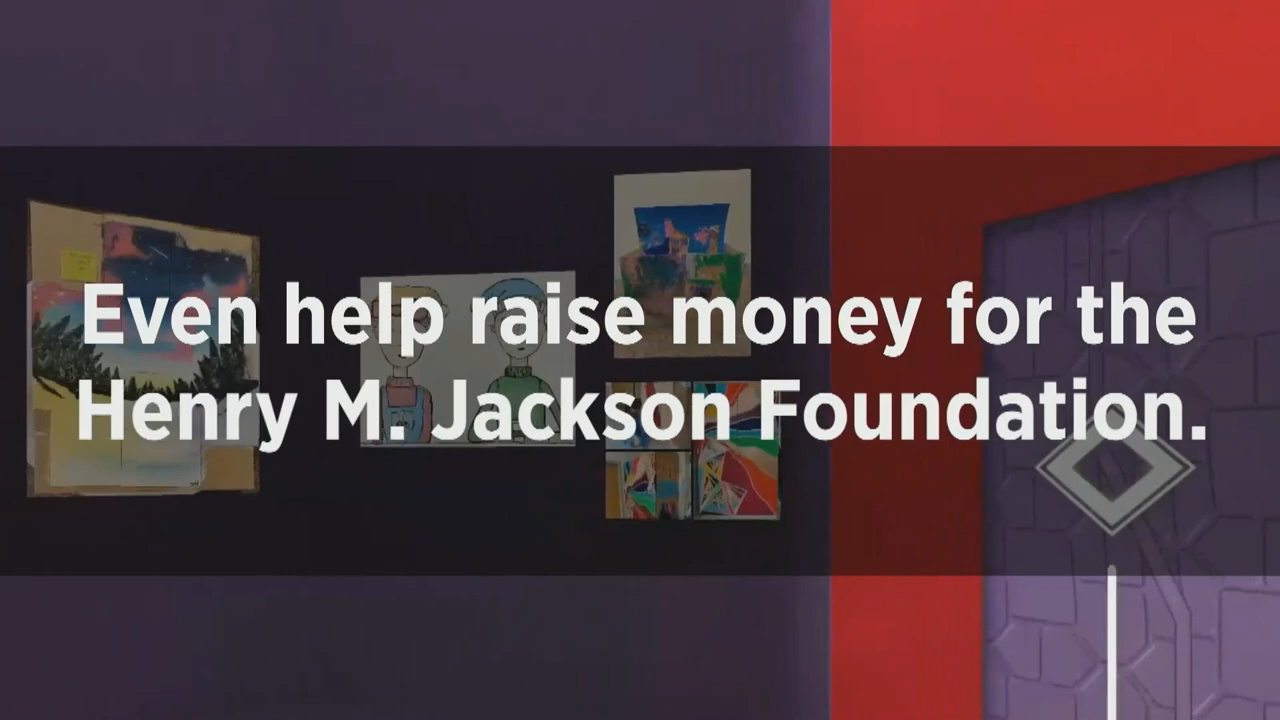 Even help raise money for the
Henry M. Jackson Foundation.